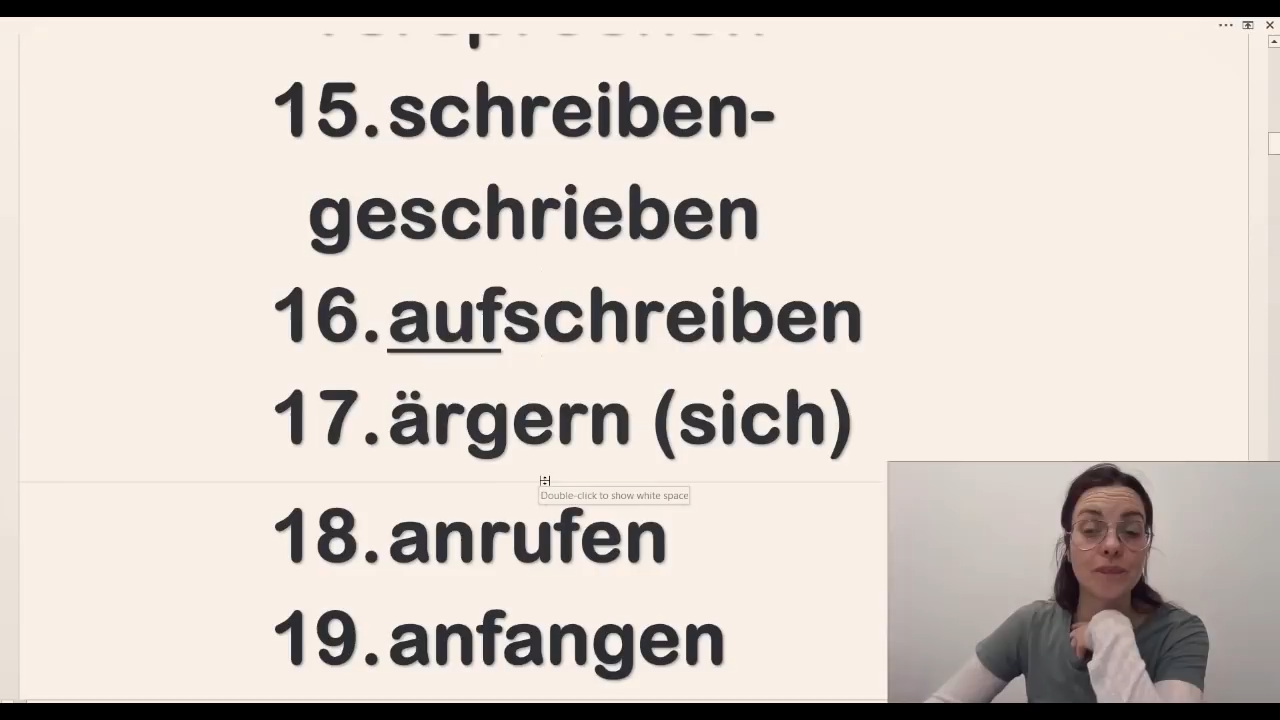 15. schreiben-
geschrieben
16. aufschreiben
17. ärgern (sich)
Double-click to show white space
18. anrufen
19. anfangen